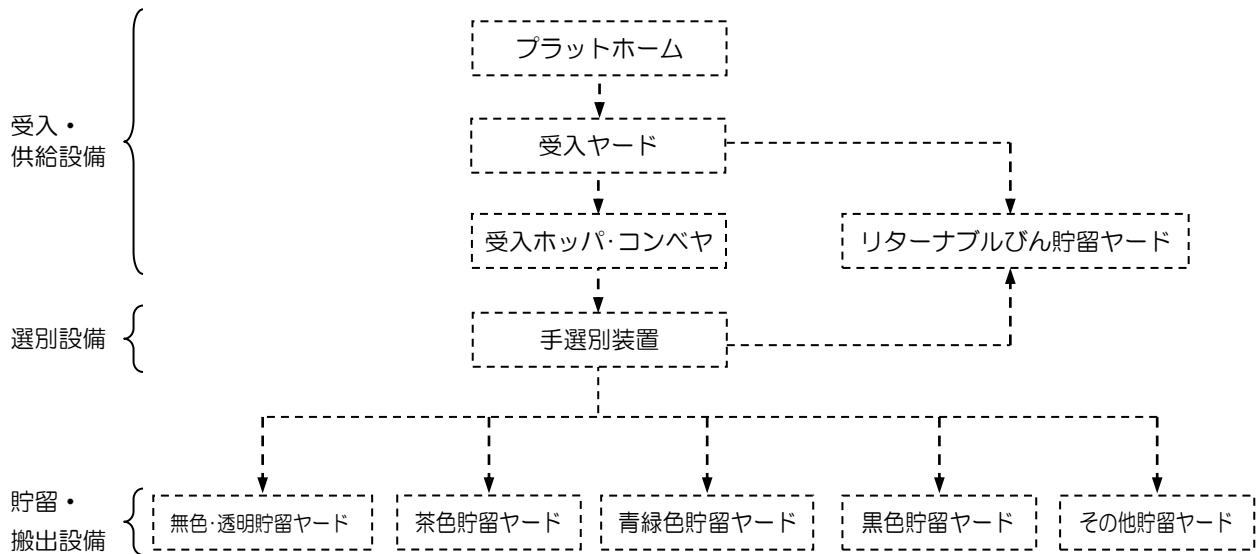 プラットホーム
受入・
供給設備
受入ヤード
受入ホッパ・コンベヤ
リターナブルびん貯留ヤード
選別設備
手選別装置
貯留・
搬出設備
無色・透明貯留ヤード
茶色貯留ヤード
青緑色貯留ヤード
黒色貯留ヤード
その他貯留ヤード